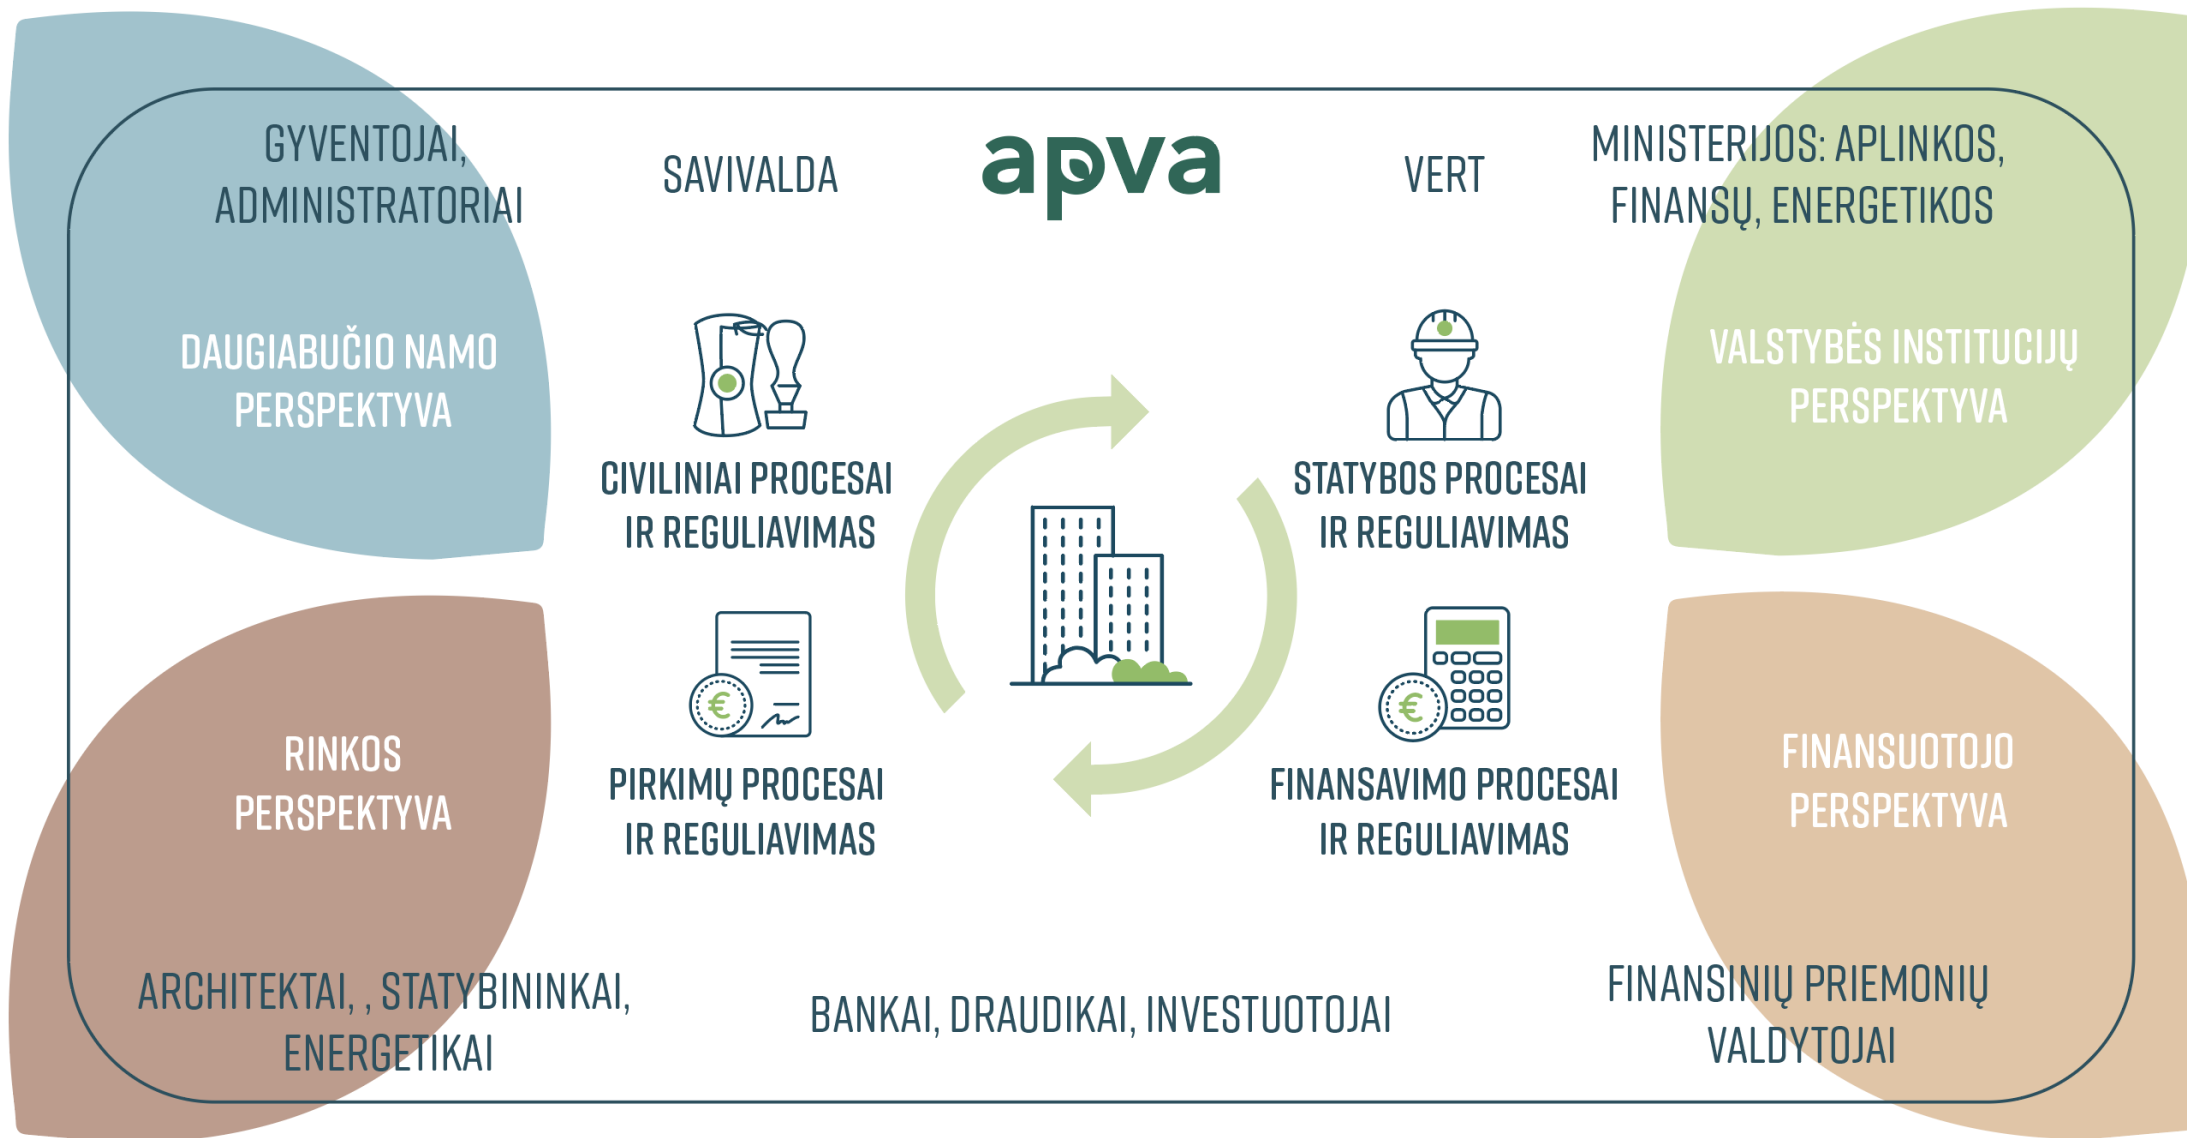 GYVENTOJAI,
ADMINISTRATORIAI
SAVIVALDA
apva
VERT
MINISTERIJOS: APLINKOS,
FINANSŲ, ENERGETIKOS
DAUGIABUČIO NAMO
PERSPEKTYVA
VALSTYBĖS INSTITUCIJŲ
PERSPEKTYVA
CIVILINIAI PROCESAI
IR REGULIAVIMAS
STATYBOS PROCESAI
IR REGULIAVIMAS
RINKOS
PERSPEKTYVA
€
PIRKIMŲ PROCESAI
IR REGULIAVIMAS
€
FINANSAVIMO PROCESAI
IR REGULIAVIMAS
FINANSUOTOJO
PERSPEKTYVA
ARCHITEKTAI, , STATYBININKAI,
ENERGETIKAI
BANKAI, DRAUDIKAI, INVESTUOTOJAI
FINANSINIŲ PRIEMONIŲ
VALDYTOJAI